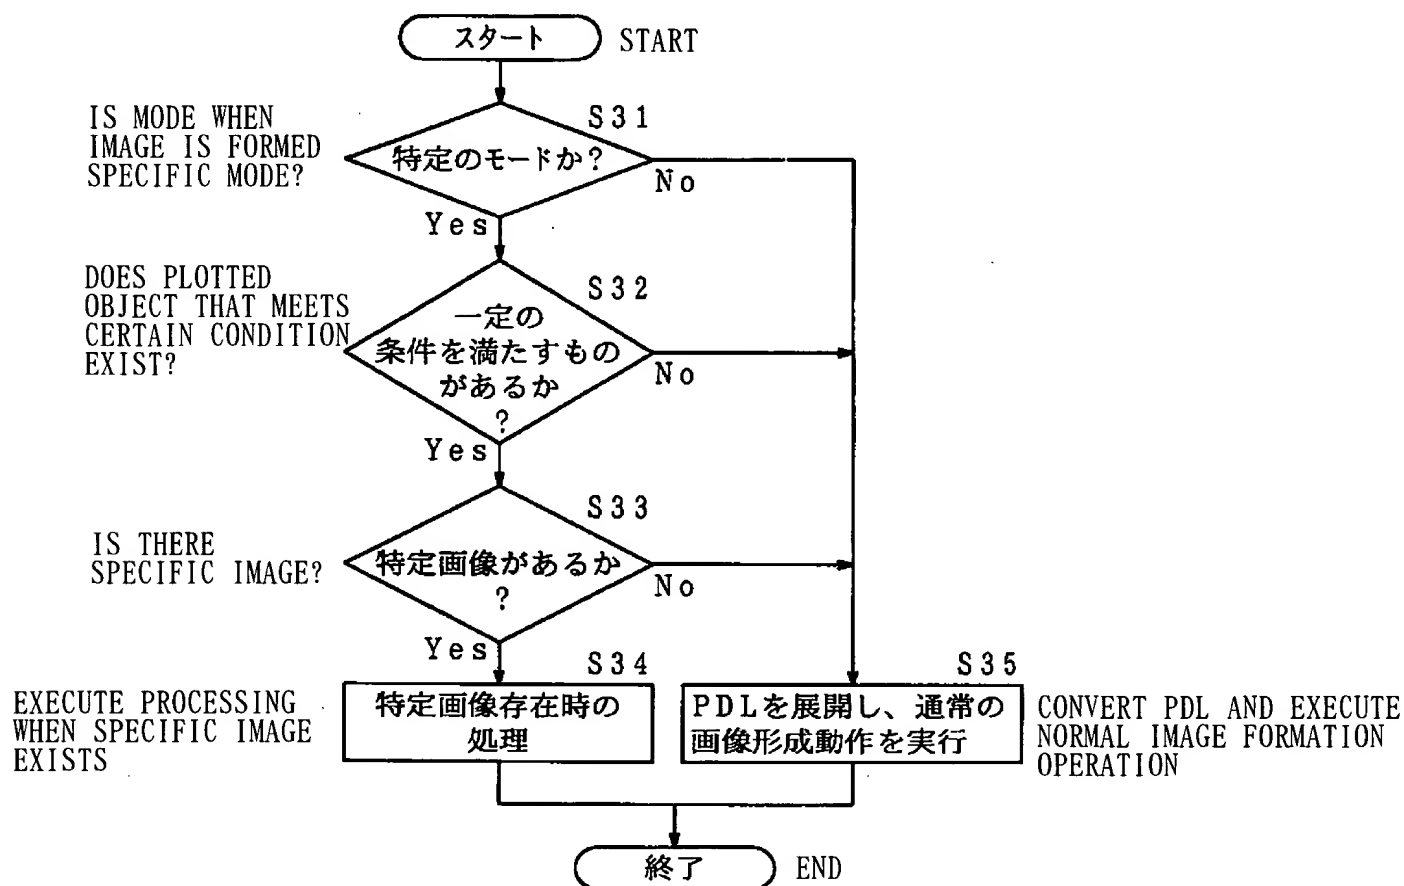 スタート
START
IS MODE WHEN
IMAGE IS FORMED
SPECIFIC MODE?
S31
特定のモードか?
No
Yes
DOES PLOTTED
OBJECT THAT MEETS
CERTAIN CONDITION
EXIST?
S32
一定の
条件を満たすもの
があるか
?
No
Yes
IS THERE
SPECIFIC IMAGE?
S33
特定画像があるか
?
No
Yes
EXECUTE PROCESSING
WHEN SPECIFIC IMAGE
EXISTS
S34
特定画像存在時の
処理
S35
PDLを展開し、通常の
画像形成動作を実行
CONVERT PDL AND EXECUTE
NORMAL IMAGE FORMATION
OPERATION
終了
END